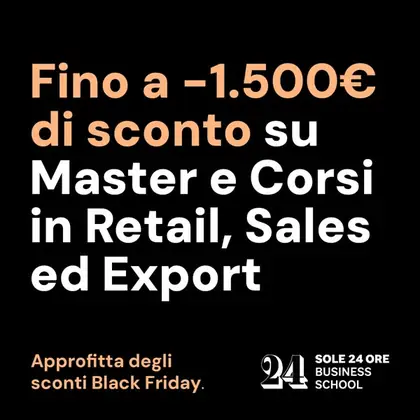 Fino a -1.500€
di sconto su
Master e Corsi
in Retail, Sales
ed Export
Approfitta degli
sconti Black Friday.
24 SOLE 24 ORE
BUSINESS
SCHOOL